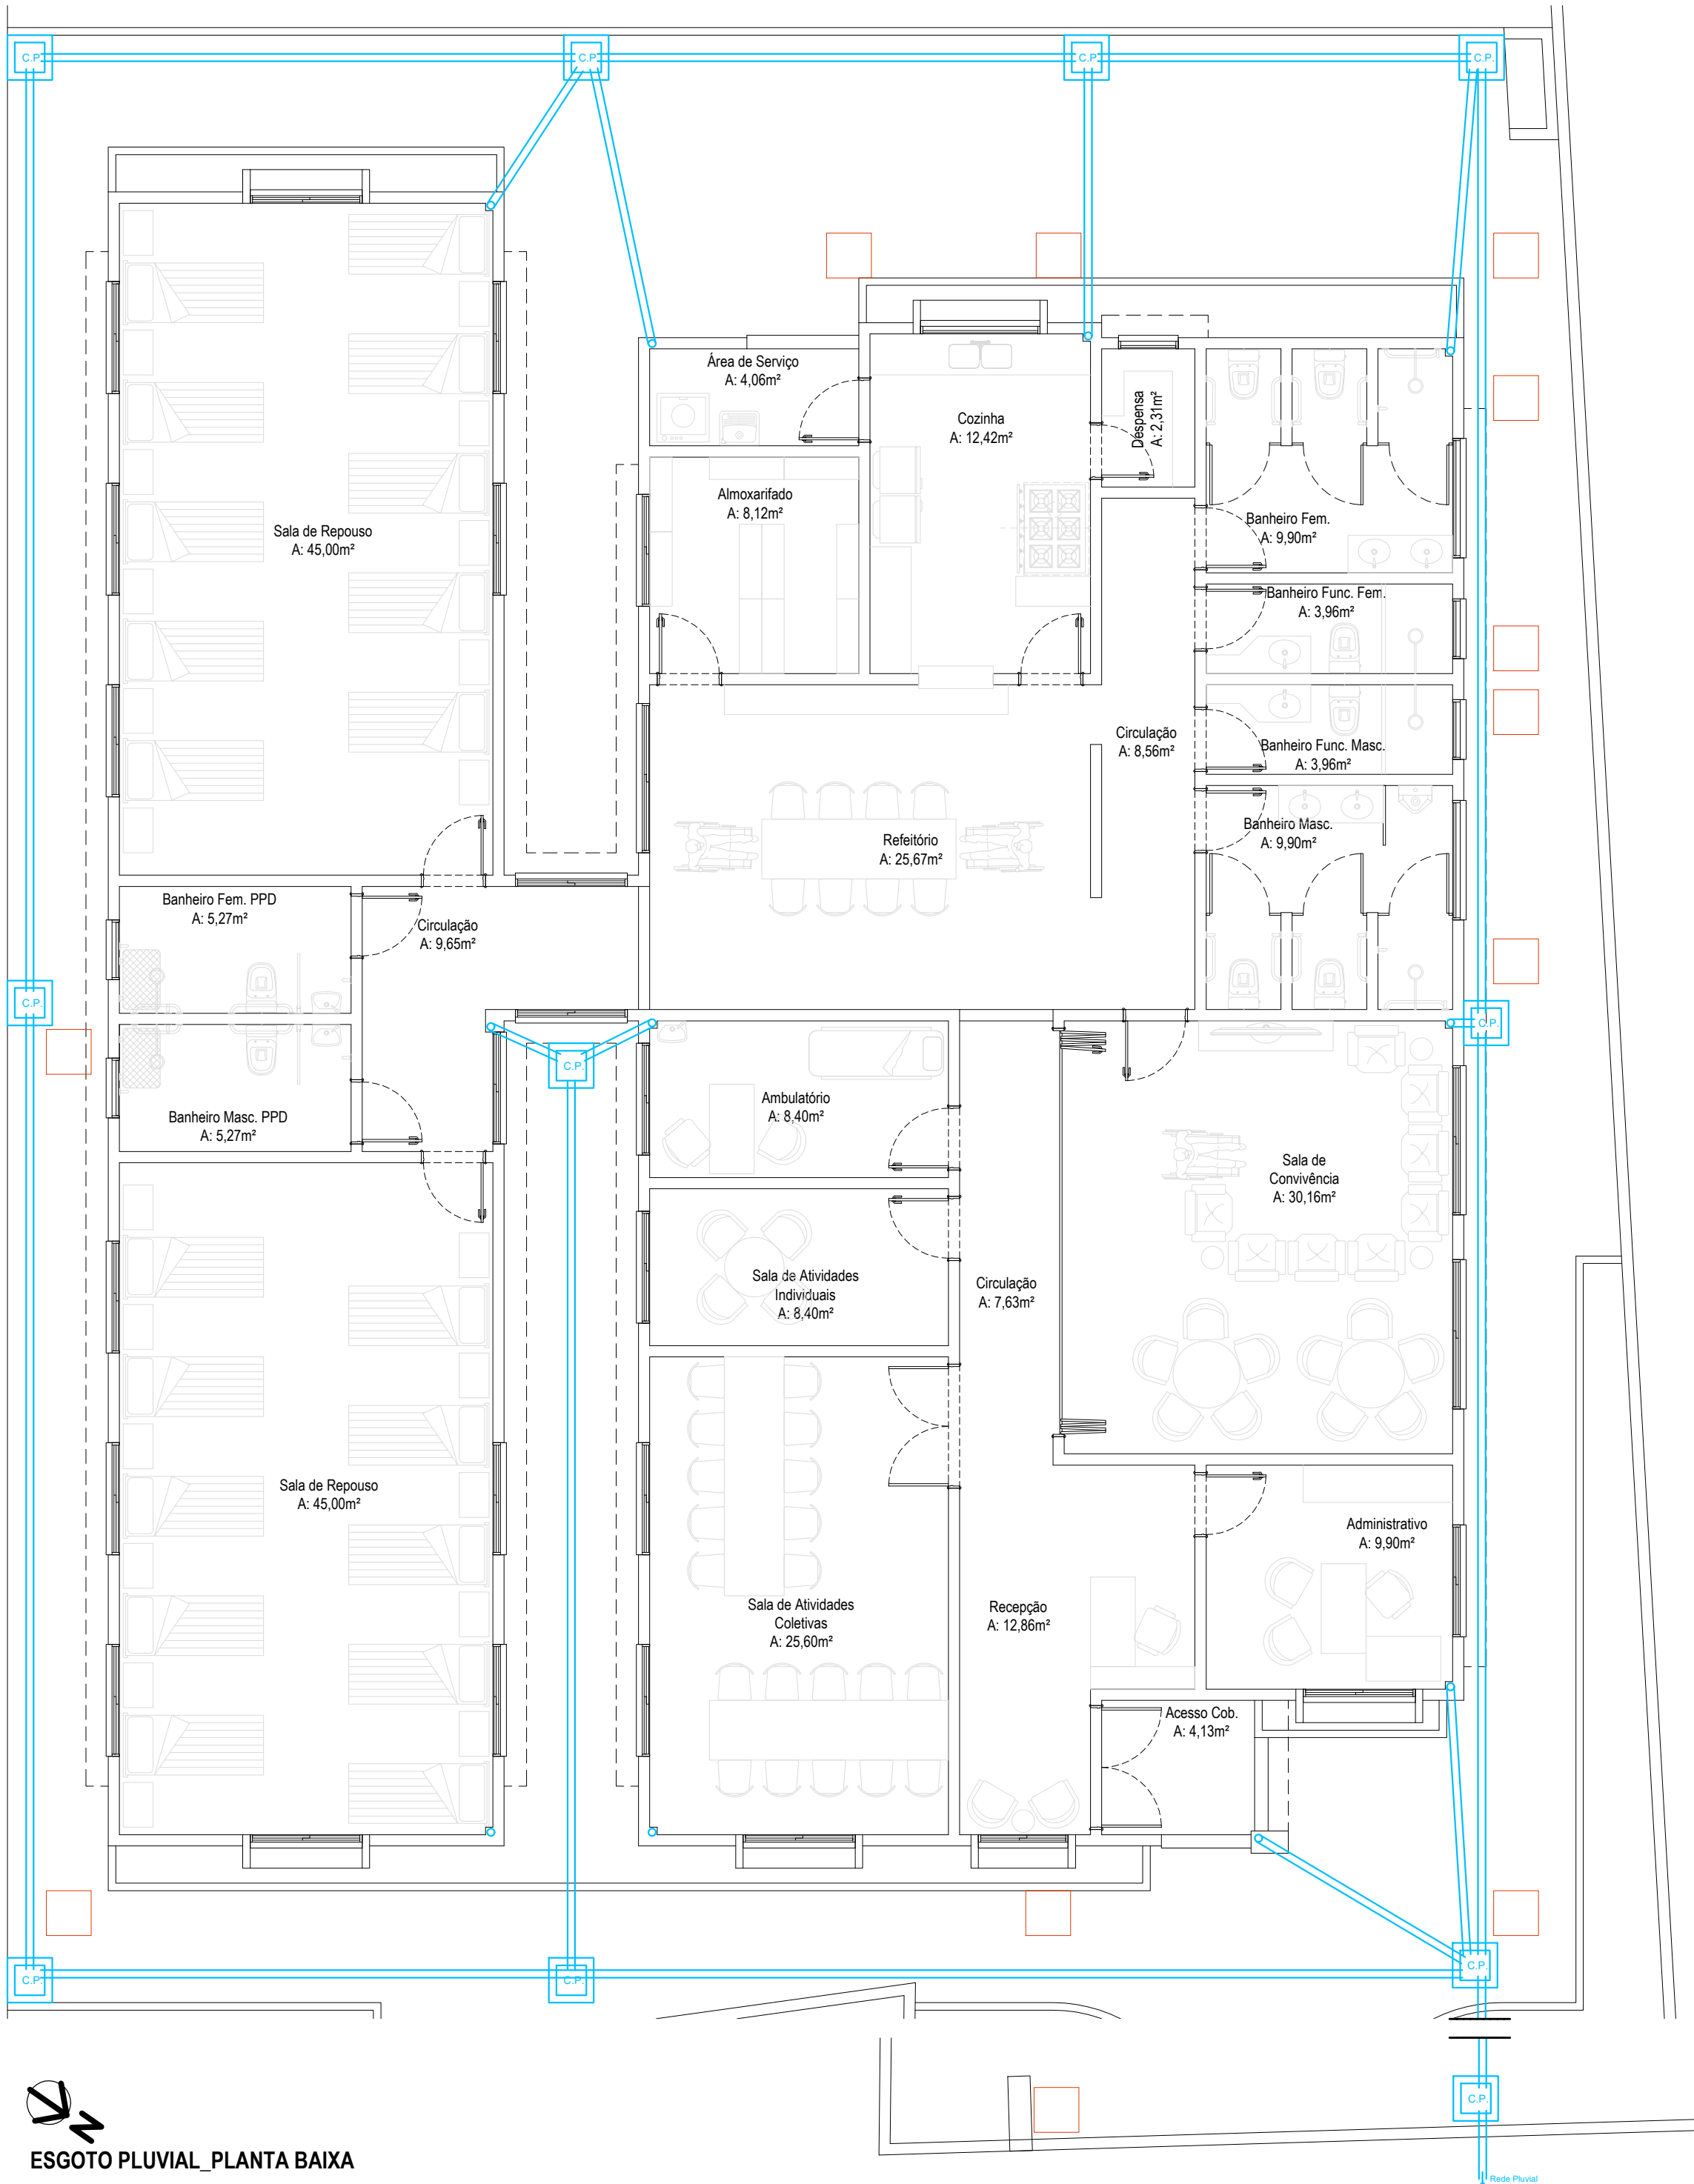 C.P.
C.P.
C.P.
C.P.
Área de Serviço
A: 4,06m²
Cozinha
A: 12,42m²
Despensa
A: 2,31m²
Almoxarifado
A: 8,12m²
Sala de Repouso
A: 45,00m²
Banheiro Fem.
A: 9,90m²
Banheiro Func. Fem.
A: 3,96m²
Circulação
A: 8,56m²
Banheiro Func. Masc.
A: 3,96m²
Banheiro Masc.
A: 9,90m²
Refeitório
A: 25,67m²
Banheiro Fem. PPD
A: 5,27m²
Circulação
A: 9,65m²
C.P.
C.P.
C.P.
Banheiro Masc. PPD
A: 5,27m²
Ambulatório
A: 8,40m²
Sala de
Convivência
A: 30,16m²
Sala de Atividades
Individuais
A: 8,40m²
Circulação
A: 7,63m²
Sala de Repouso
A: 45,00m²
Administrativo
A: 9,90m²
Sala de Atividades
Coletivas
A: 25,60m²
Recepção
A: 12,86m²
Acesso Cob.
A: 4,13m²
C.P.
C.P.
C.P.
C.P.
N
ESGOTO PLUVIAL_PLANTA BAIXA
Rede Pluvial